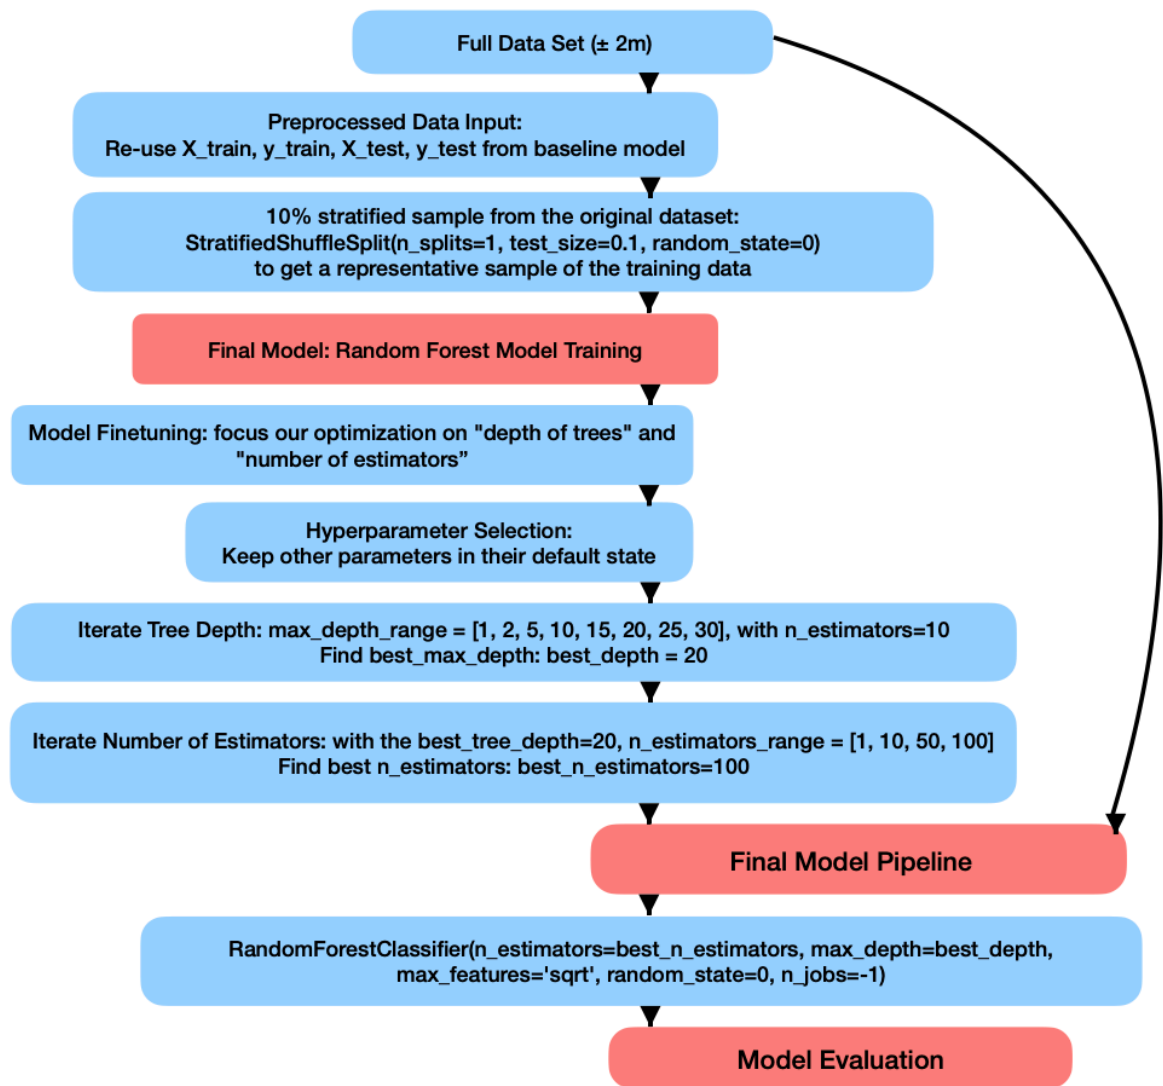 Full Data Set (± 2m)
Preprocessed Data Input:
Re-use X_train, y_train, X_test, y_test from baseline model
10% stratified sample from the original dataset:
StratifiedShuffleSplit(n_splits=1, test_size=0.1, random_state=0)
to get a representative sample of the training data
Final Model: Random Forest Model Training
Model Finetuning: focus our optimization on "depth of trees" and
"number of estimators”
Hyperparameter Selection:
Keep other parameters in their default state
Iterate Tree Depth: max_depth_range = [1, 2, 5, 10, 15, 20, 25, 30], with n_estimators=10
Find best_max_depth: best_depth = 20
Iterate Number of Estimators: with the best_tree_depth=20, n_estimators_range = [1, 10, 50, 100]
Find best n_estimators: best_n_estimators=100
Final Model Pipeline
RandomForestClassifier(n_estimators=best_n_estimators, max_depth=best_depth,
max_features='sqrt', random_state=0, n_jobs=-1)
Model Evaluation